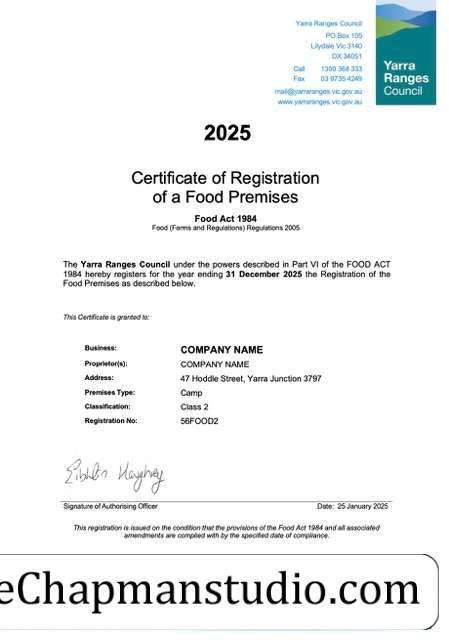 Yarra Ranges Council
PO Box 105
Lilydale Vic 3140
DX 34051
Call 1300 368 333
Fax 03 9735 4249
mail@yarraranges.vic.gov.au
www.yarraranges.vic.gov.au
Yarra
Ranges
Council
2025
Certificate of Registration
of a Food Premises
Food Act 1984
Food (Forms and Regulations) Regulations 2005
The Yarra Ranges Council under the powers described in Part VI of the FOOD ACT
1984 hereby registers for the year ending 31 December 2025 the Registration of the
Food Premises as described below.
This Certificate is granted to:
Business: COMPANY NAME
Proprietor(s): COMPANY NAME
Address: 47 Hoddle Street, Yarra Junction 3797
Premises Type: Camp
Classification: Class 2
Registration No: 56FOOD2
Signature of Authorising Officer Date: 25 January 2025
This registration is issued on the condition that the provisions of the Food Act 1984 and all associated
amendments are complied with by the specified date of compliance.
eChapmanstudio.com